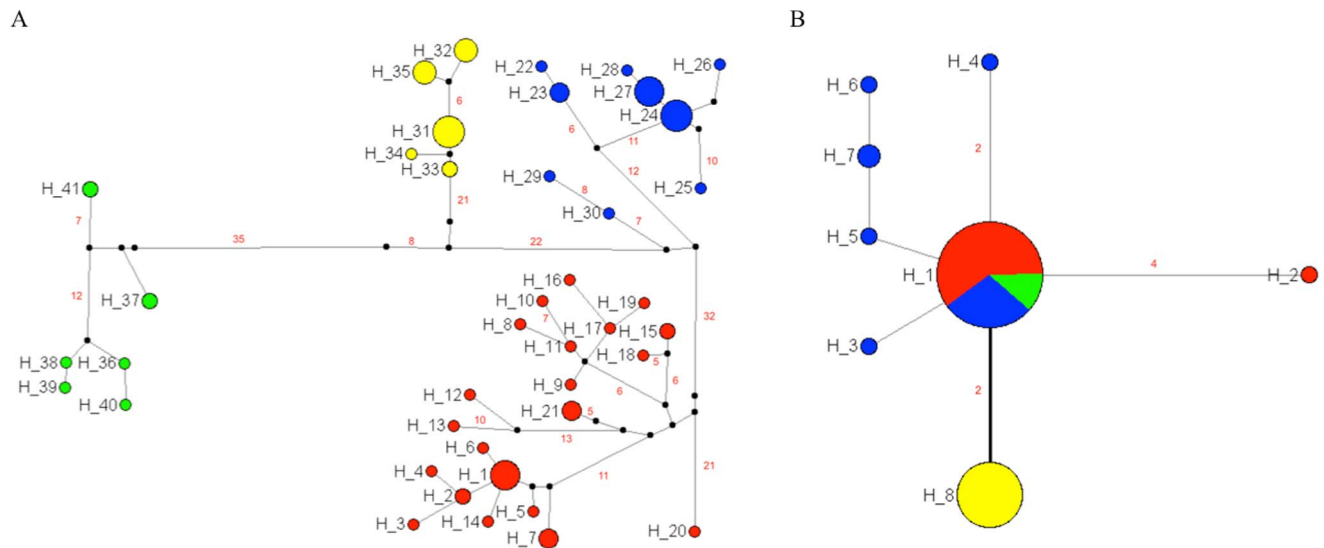 A
B
H_32
H_35
H_22
H_28
H_26
H_23
H_27
H_24
6
H_31
6
11
H_34
H_33
12
10
H_29
H_25
H_41
8
21
H_30
7
7
35
8
22
H_16
H_10
H_19
12
H_37
7
H_8
H_17
H_15
32
H_11
H_18
5
H_38
H_36
H_9
6
6
H_39
H_12
H_40
H_21
5
10
H_13
13
H_6
H_4
H_1
11
21
H_2
H_3
H_14
H_5
H_7
H_20
H_4
H_6
2
H_7
H_5
H_1
4
H_2
H_3
2
H_8